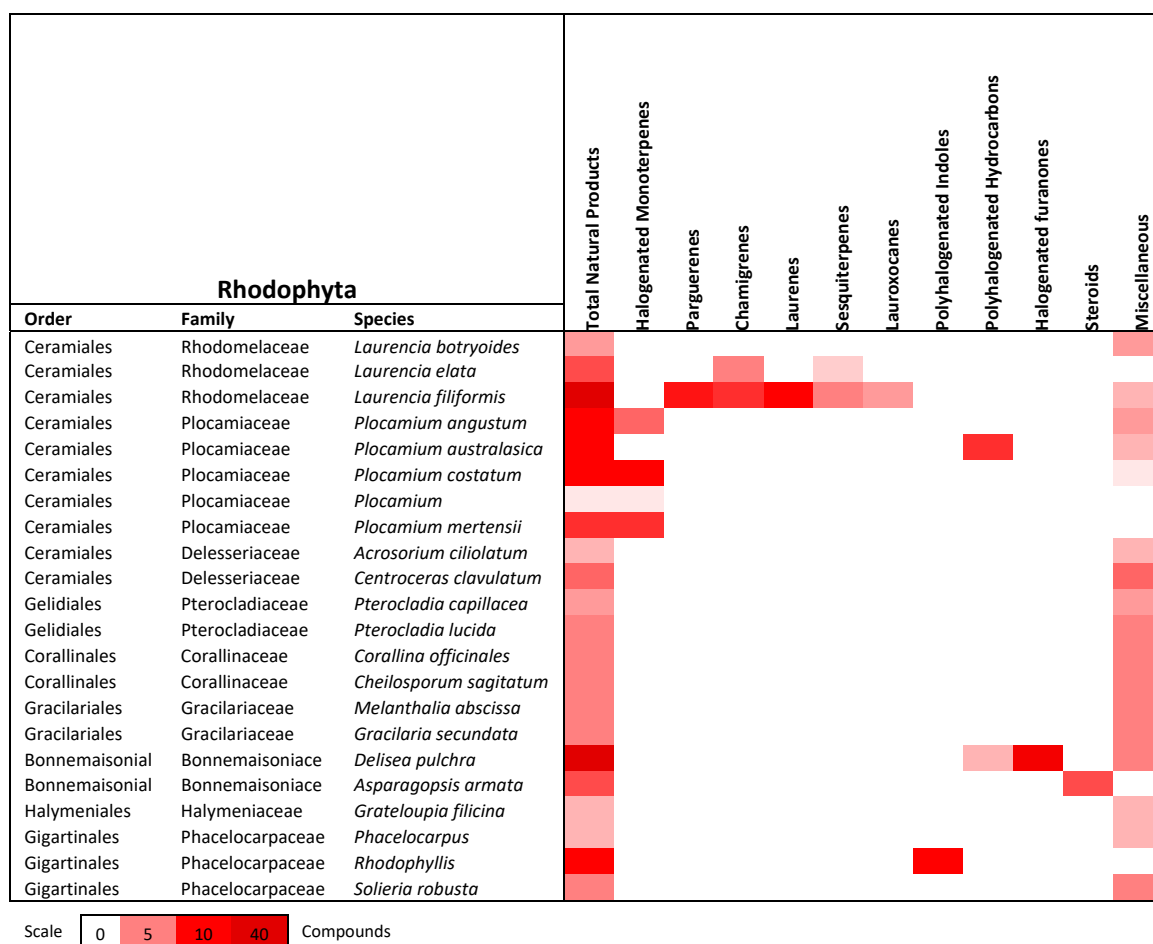 Total Natural Products
Halogenated Monoterpenes
Parguerenes
Chamigrenes
Laurenes
Sesquiterpenes
Lauroxocanes
Polyhalogenated Indoles
Polyhalogenated Hydrocarbons
Halogenated furanones
Steroids
Miscellaneous
Rhodophyta
Order Family Species
Ceramiales Rhodomelaceae Laurencia botryoides
Ceramiales Rhodomelaceae Laurencia elata
Ceramiales Rhodomelaceae Laurencia filiformis
Ceramiales Plocamiaceae Plocamium angustum
Ceramiales Plocamiaceae Plocamium australasica
Ceramiales Plocamiaceae Plocamium costatum
Ceramiales Plocamiaceae Plocamium
Ceramiales Plocamiaceae Plocamium mertensii
Ceramiales Delesseriaceae Acrosorium ciliolatum
Ceramiales Delesseriaceae Centroceras clavulatum
Gelidiales Pterocladiaceae Pterocladia capillacea
Gelidiales Pterocladiaceae Pterocladia lucida
Corallinales Corallinaceae Corallina officinales
Corallinales Corallinaceae Cheilosporum sagitatum
Gracilariales Gracilariaceae Melanthalia abscissa
Gracilariales Gracilariaceae Gracilaria secundata
Bonnemaisonial Bonnemaisoniace Delisea pulchra
Bonnemaisonial Bonnemaisoniace Asparagopsis armata
Halymeniales Halymeniaceae Grateloupia filicina
Gigartinales Phacelocarpaceae Phacelocarpus
Gigartinales Phacelocarpaceae Rhodophyllis
Gigartinales Phacelocarpaceae Solieria robusta
Scale 0 5 10 40 Compounds